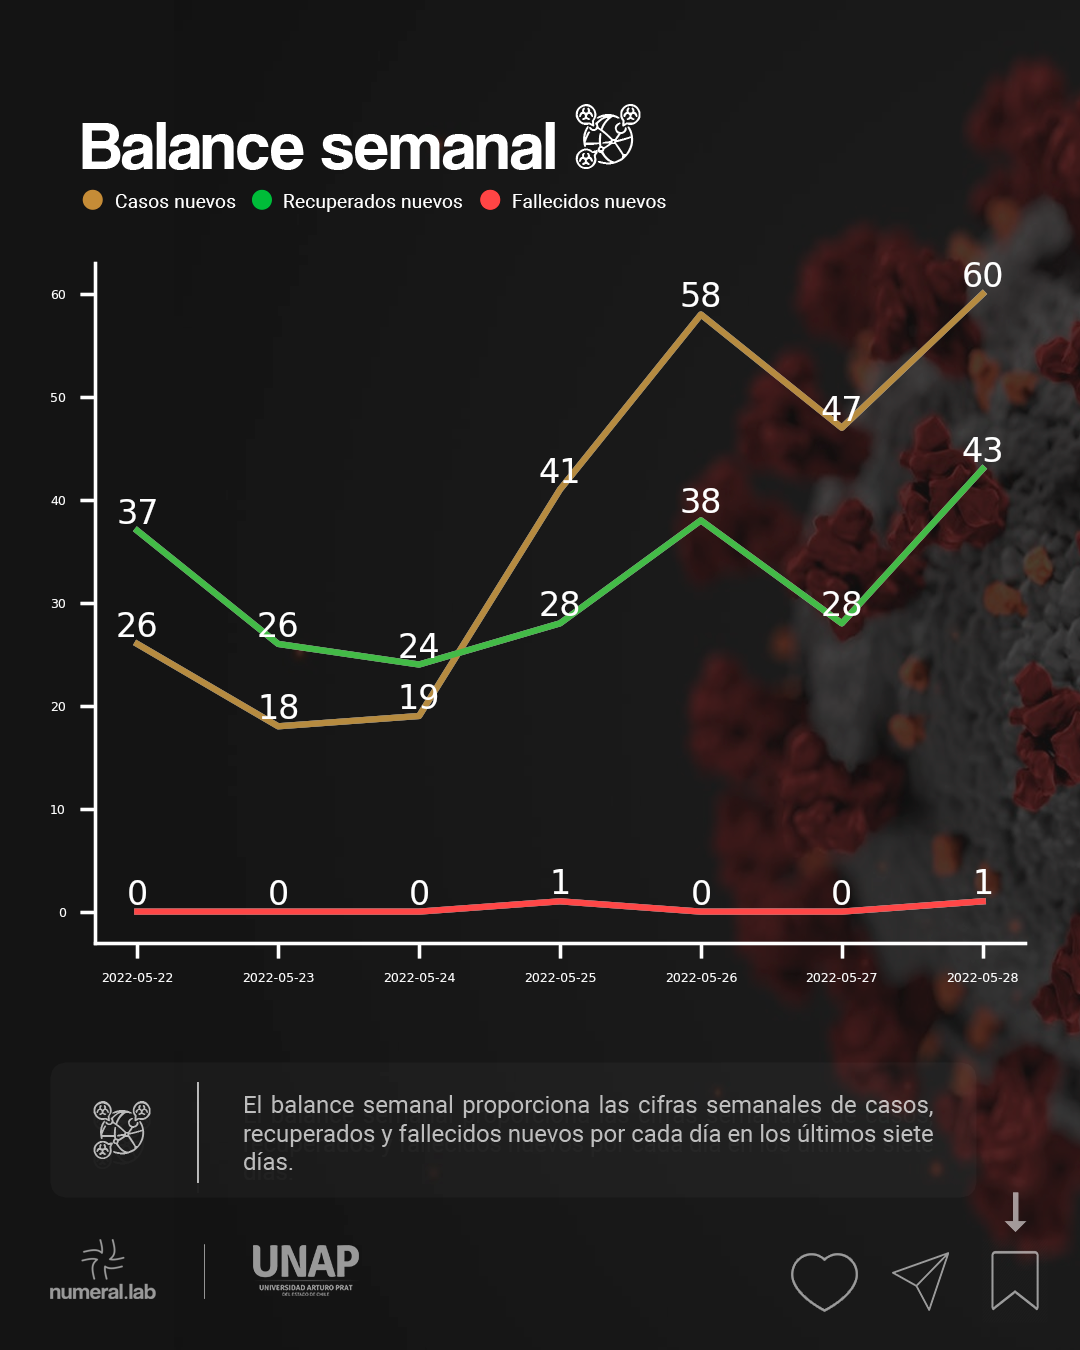 Balance semanal
Casos nuevos Recuperados nuevos Fallecidos nuevos
60
50
40
30
20
10
0
37 26 24 28 38 28 43
26 18 19 41 58 47 60
0 0 0 1 0 0 1
2022-05-22 2022-05-23 2022-05-24 2022-05-25 2022-05-26 2022-05-27 2022-05-28
El balance semanal proporciona las cifras semanales de casos,
recuperados y fallecidos nuevos por cada día en los últimos siete
días.
numeral.lab
UNAP
UNIVERSIDAD ARTURO PRAT
DEL ESTADO DE CHILE